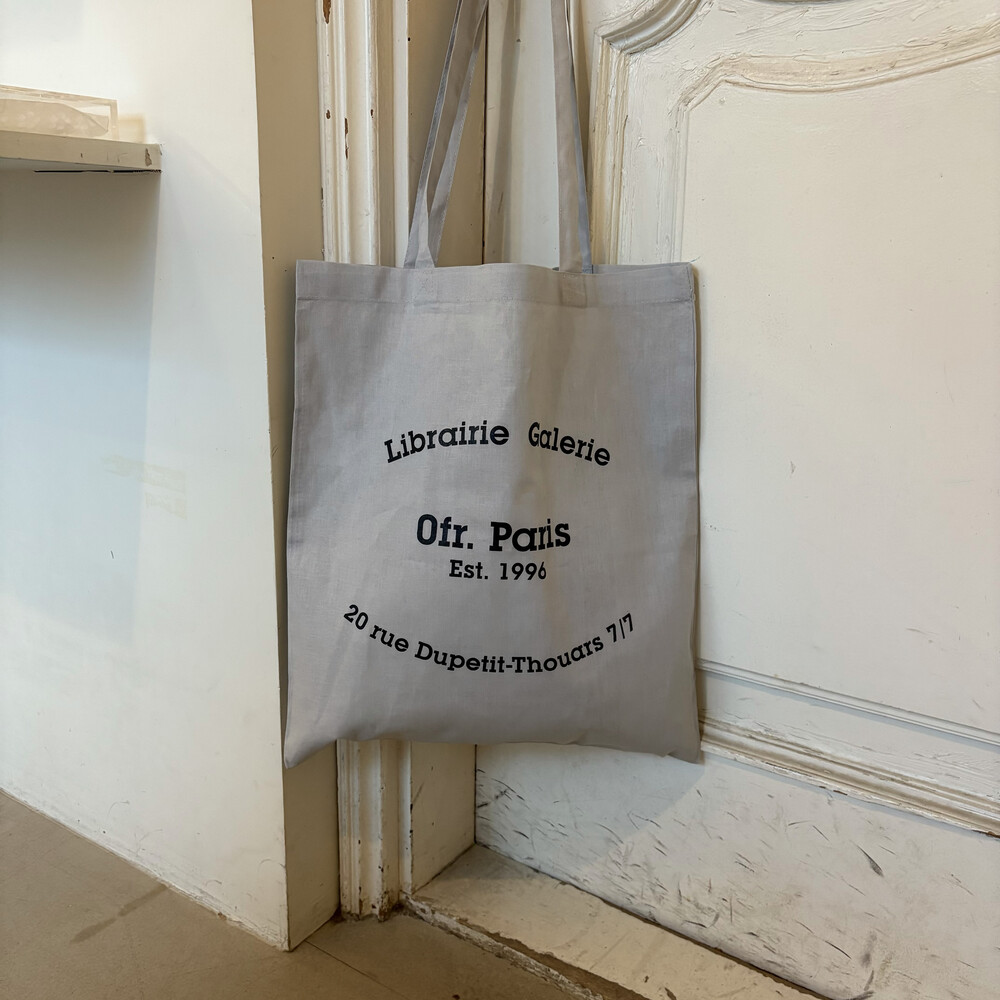 Librairie Galerie
Ofr. Paris
Est. 1996
20 rue Dupetit-Thouars 7/7